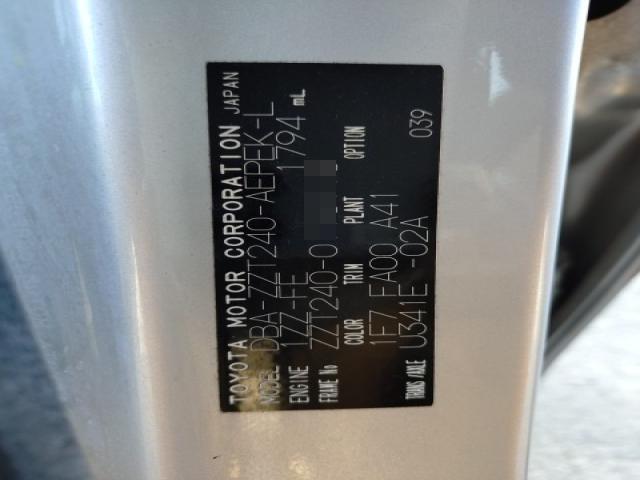 TOYOTA MOTOR CORPORATION JAPAN
MODEL DBA-ZZT240-AEPEK-L
ENGINE 1ZZ-FE 1794 mL
FRAME No ZZT240-0
COLOR TRIM PLANT OPTION
1E7 FA00 A41
TRANS/AXLE U341E -02A 039